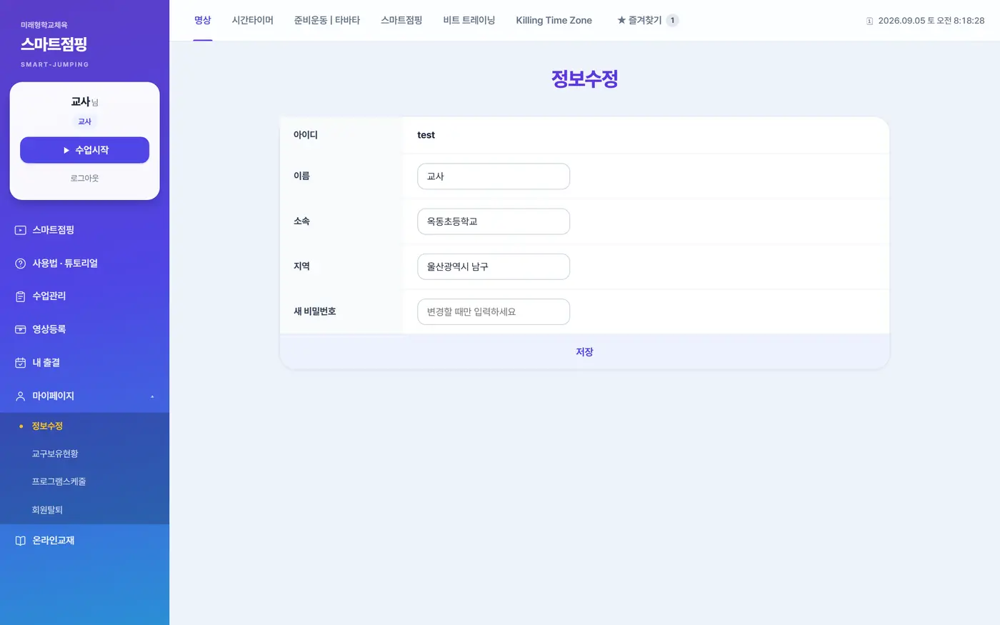 미래형학교체육
스마트점핑
SMART-JUMPING
교사님
교사
▶ 수업시작
로그아웃
스마트점핑
사용법 · 튜토리얼
수업관리
영상등록
내 출결
마이페이지
정보수정
교구보유현황
프로그램스케줄
회원탈퇴
온라인교재
명상 시간타이머 준비운동 | 타바타 스마트점핑 비트 트레이닝 Killing Time Zone ★ 즐겨찾기 1
2026.09.05 토 오전 8:18:28
정보수정
아이디 test
이름 교사
소속 옥동초등학교
지역 울산광역시 남구
새 비밀번호 변경할 때만 입력하세요
저장